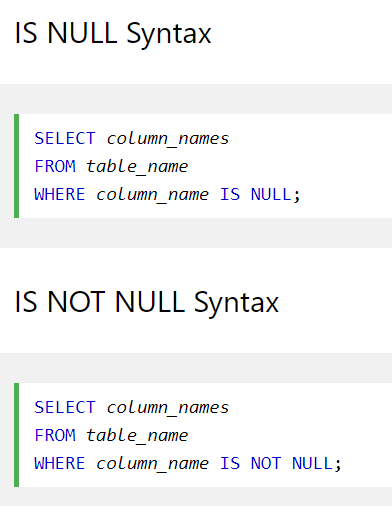 IS NULL Syntax
SELECT column_names
FROM table_name
WHERE column_name IS NULL;
IS NOT NULL Syntax
SELECT column_names
FROM table_name
WHERE column_name IS NOT NULL;